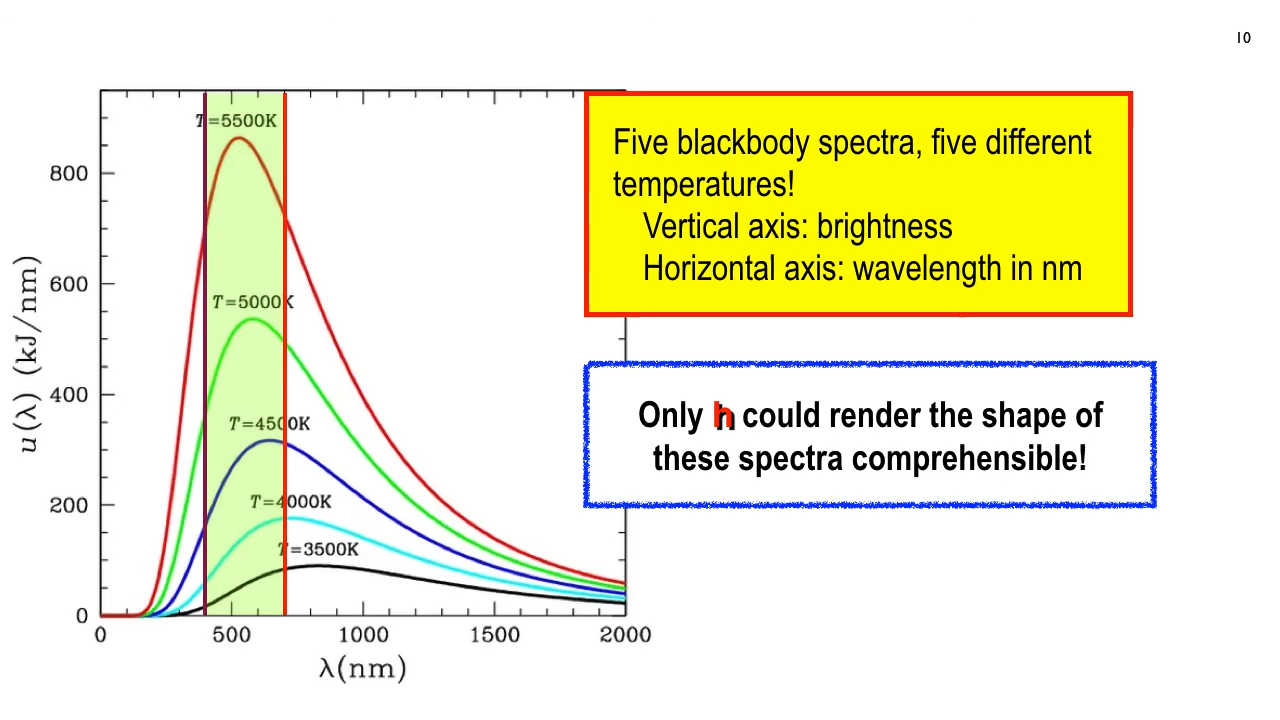 10
T=5500K
T=5000K
T=4500K
T=4000K
T=3500K
800
600
400
200
0
u(λ) (kJ/nm)
0 500 1000 1500 2000
λ(nm)
Five blackbody spectra, five different
temperatures!
Vertical axis: brightness
Horizontal axis: wavelength in nm
Only h could render the shape of
these spectra comprehensible!